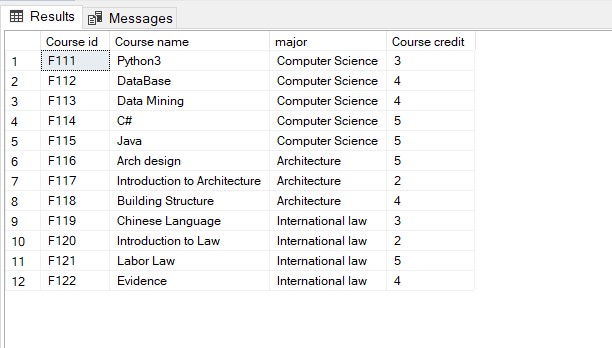 Results Messages
Course id Course name major Course credit
1 F111 Python3 Computer Science 3
2 F112 DataBase Computer Science 4
3 F113 Data Mining Computer Science 4
4 F114 C# Computer Science 5
5 F115 Java Computer Science 5
6 F116 Arch design Architecture 5
7 F117 Introduction to Architecture Architecture 2
8 F118 Building Structure Architecture 4
9 F119 Chinese Language International law 3
10 F120 Introduction to Law International law 2
11 F121 Labor Law International law 5
12 F122 Evidence International law 4